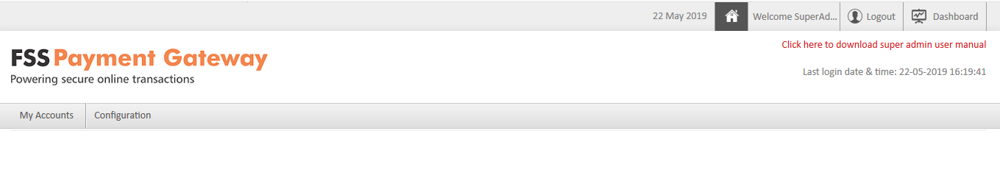 22 May 2019 Welcome SuperAd... Logout Dashboard
Click here to download super admin user manual
FSS Payment Gateway
Last login date & time: 22-05-2019 16:19:41
Powering secure online transactions
My Accounts Configuration